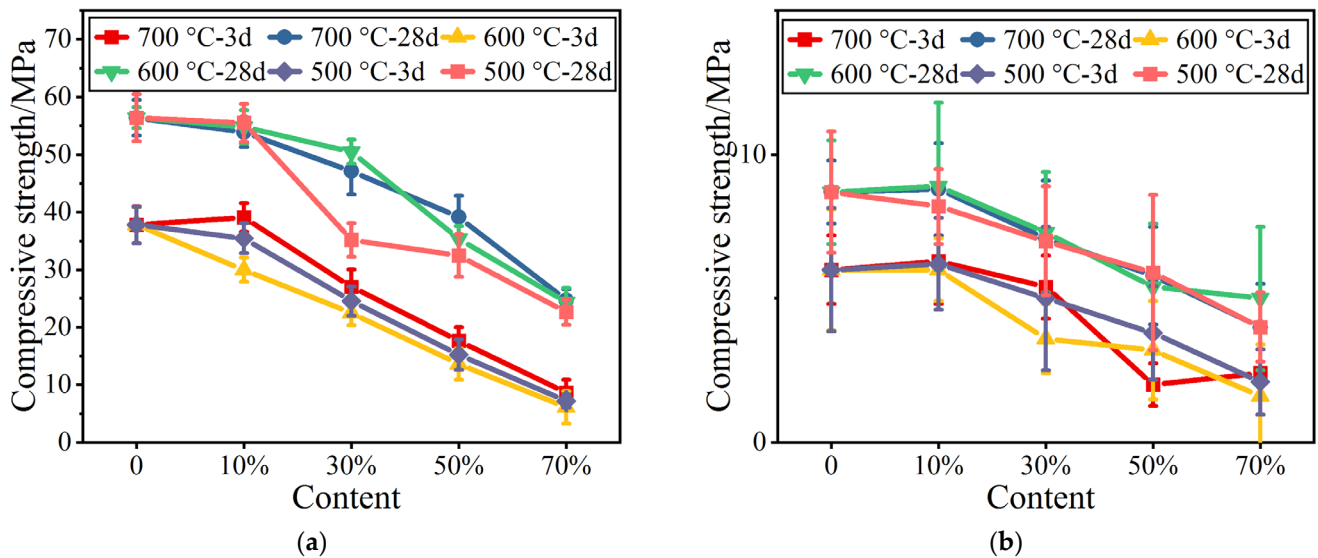 700 °C-3d 700 °C-28d 600 °C-3d
600 °C-28d 500 °C-3d 500 °C-28d
Compressive strength/MPa
70
60
50
40
30
20
10
0
0 10% 30% 50% 70%
Content
(a)
700 °C-3d 700 °C-28d 600 °C-3d
600 °C-28d 500 °C-3d 500 °C-28d
Compressive strength/MPa
10
0
0 10% 30% 50% 70%
Content
(b)